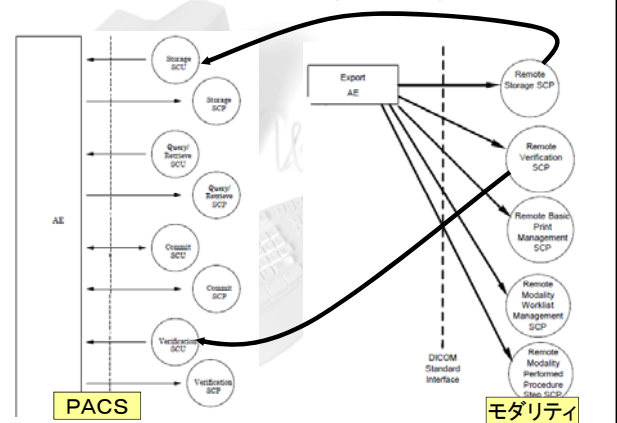 AE
Storage
SCU
Storage
SCP
Query/
Retrieve
SCU
Query/
Retrieve
SCP
Commit
SCU
Commit
SCP
Verification
SCU
Verification
SCP
PACS
Export
AE
Remote
Storage SCP
Remote
Verification
SCP
Remote Basic
Print
Management
SCP
Remote
Modality
Worklist
Management
SCP
Remote
Modality
Performed
Procedure
Step SCP
DICOM
Standard
Interface
モダリティ